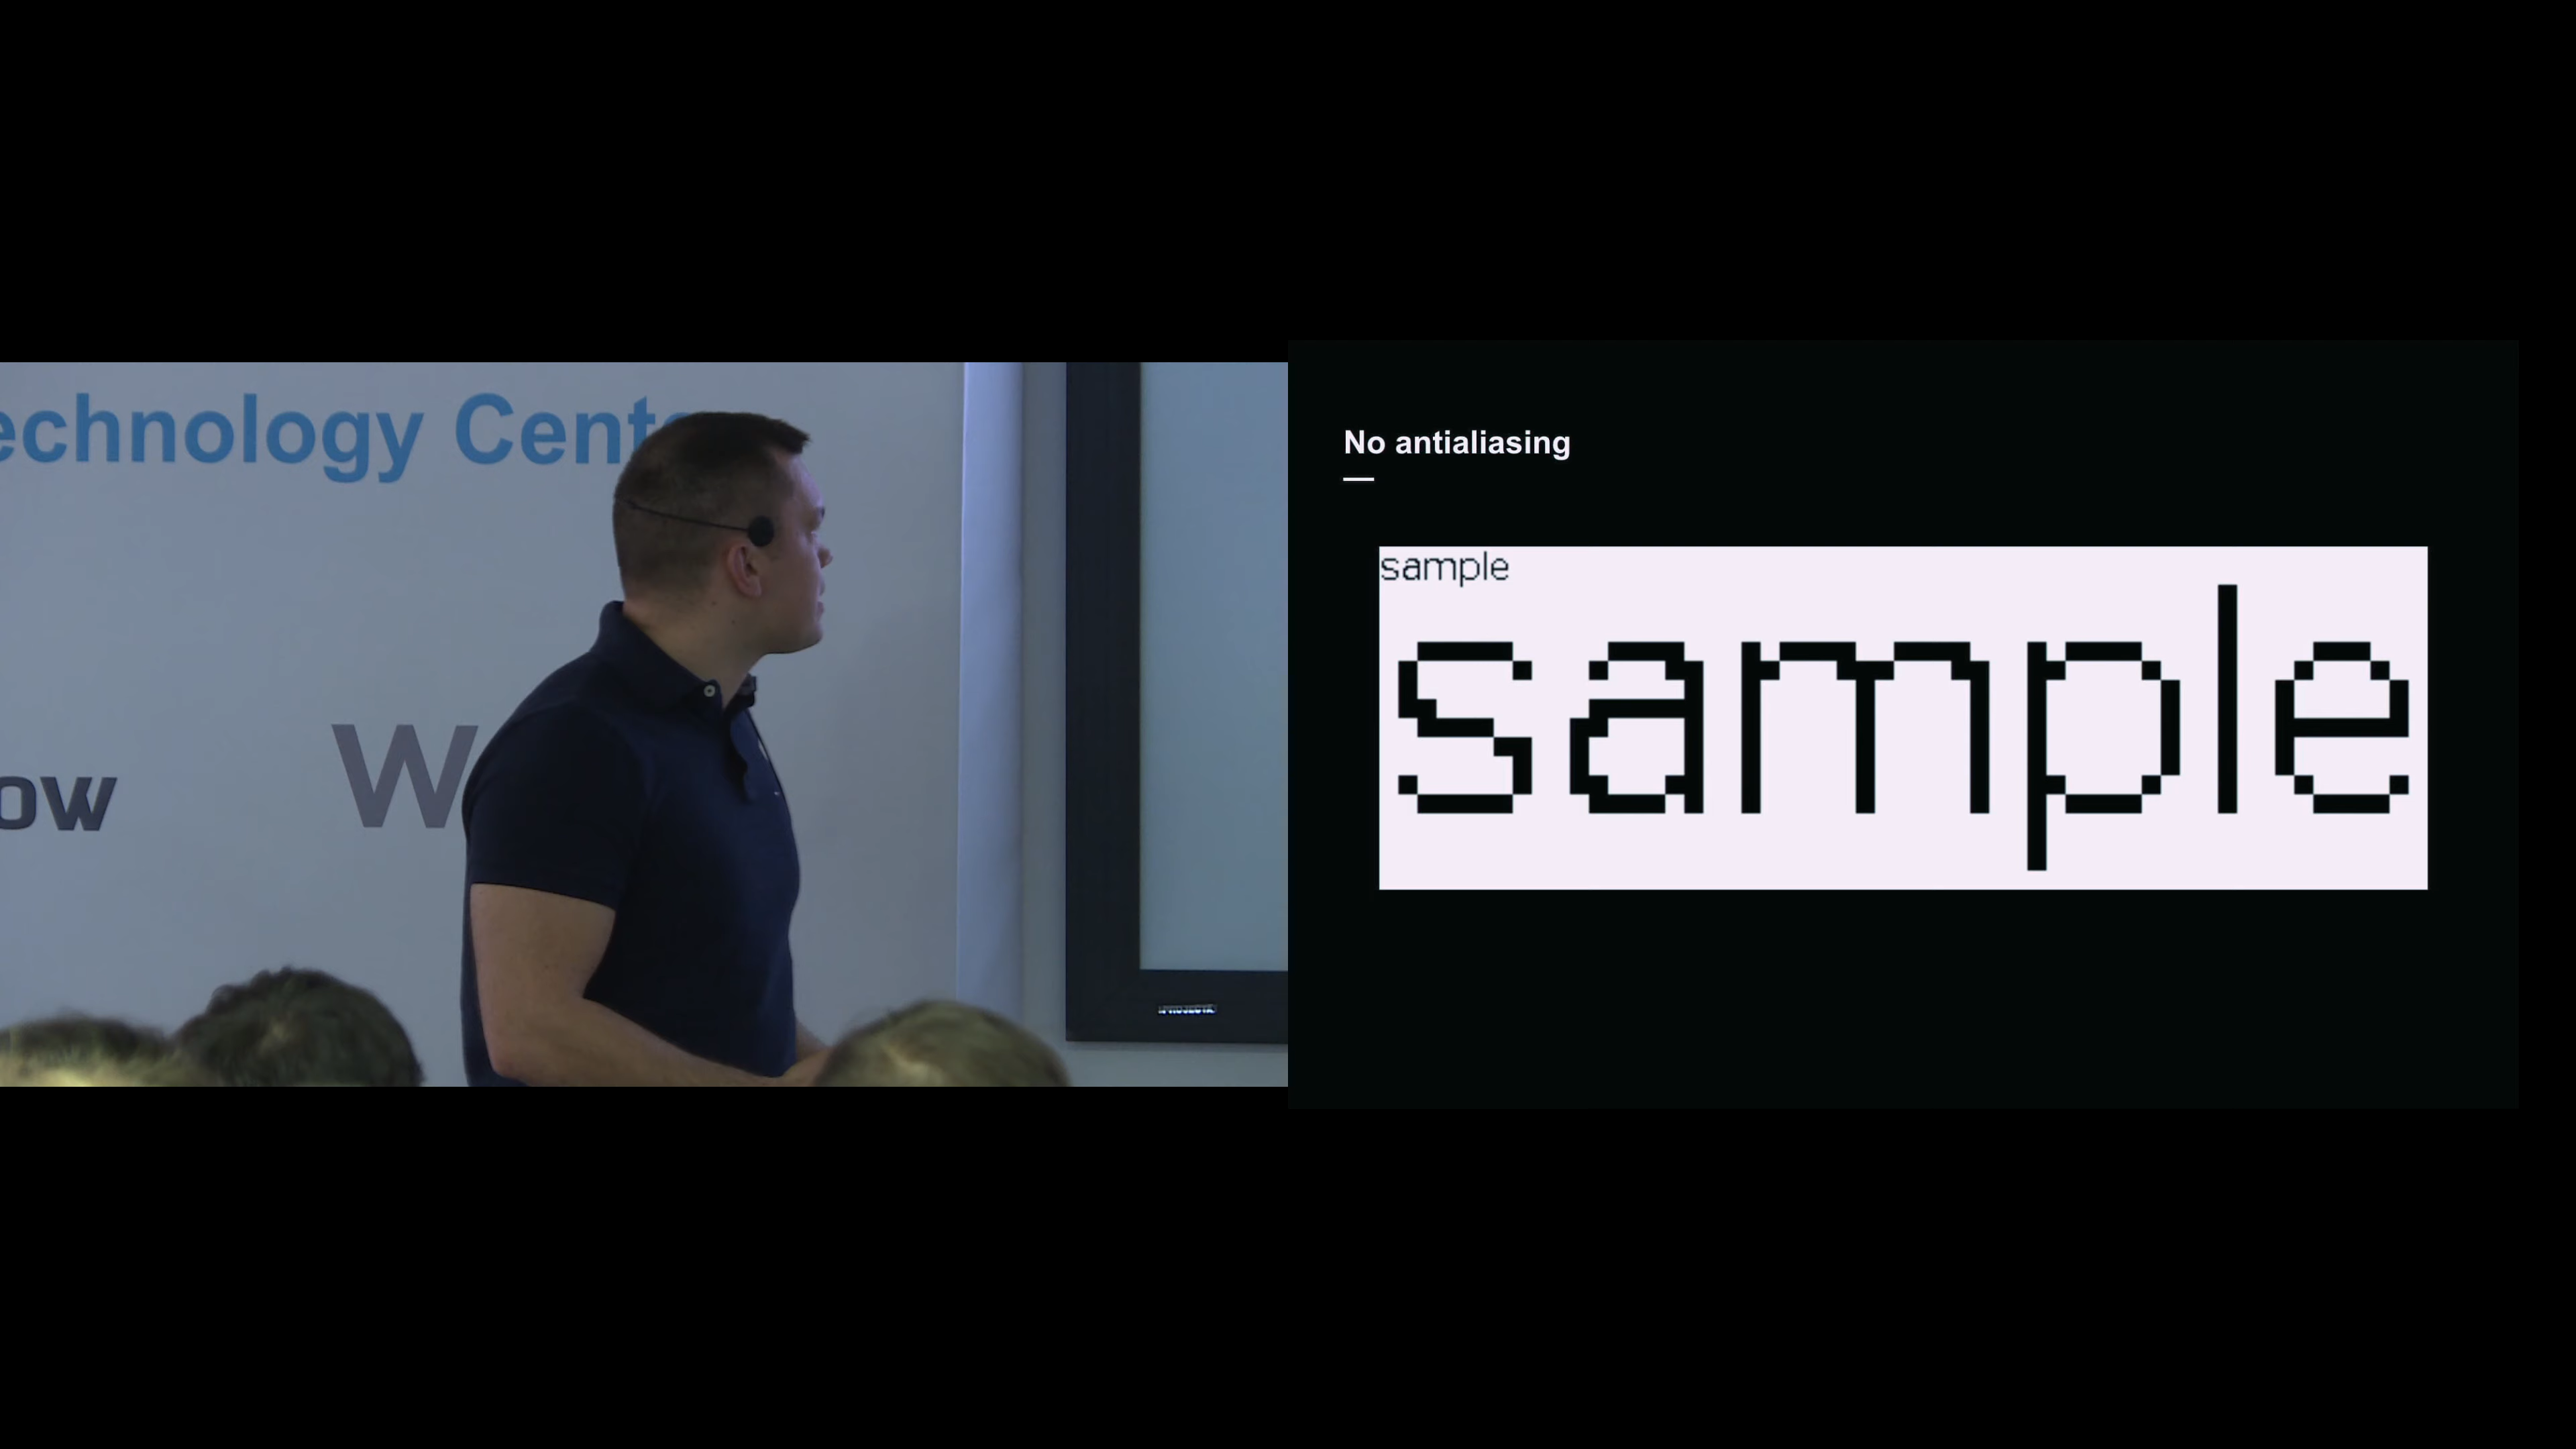 echnology Cent
ow
W
No antialiasing
sample
sample